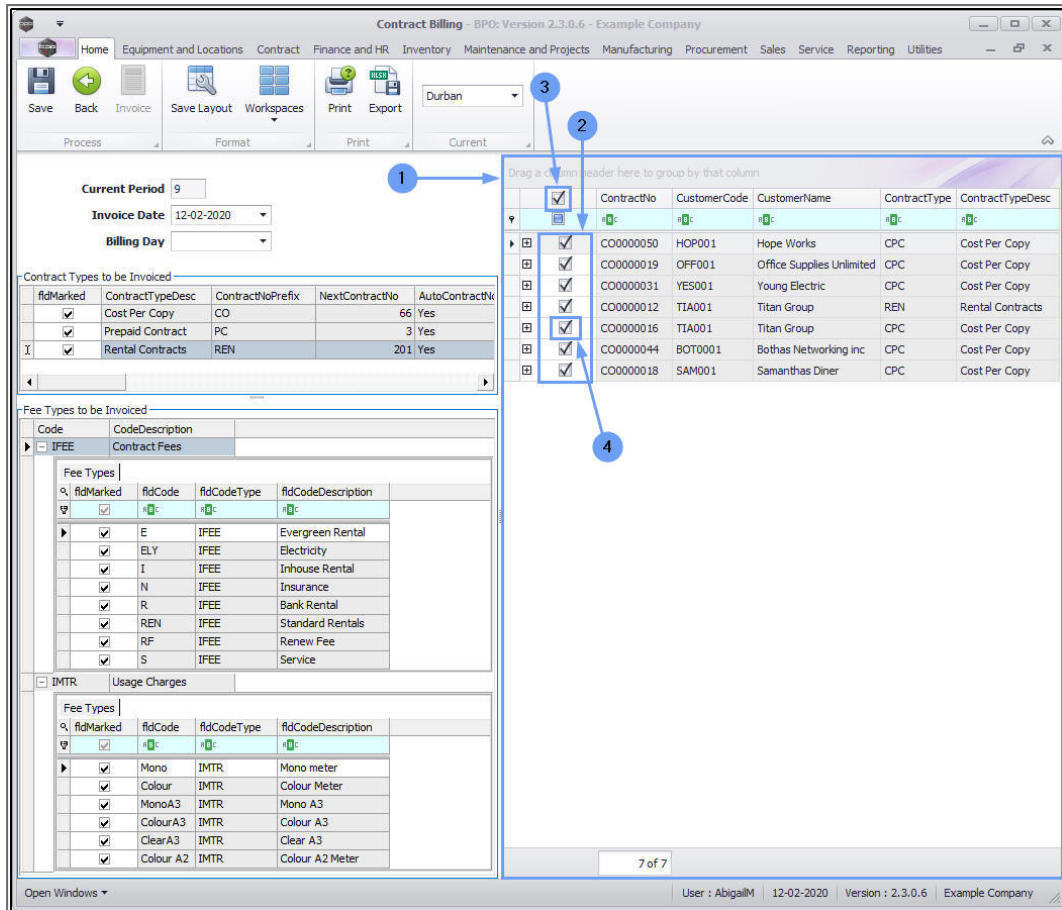 Contract Billing - BPO: Version 2.3.0.6 - Example Company
Home Equipment and Locations Contract Finance and HR Inventory Maintenance and Projects Manufacturing Procurement Sales Service Reporting Utilities
Save Back Invoice Save Layout Workspaces Print Export Durban
Process Format Print Current
3
2
1
4
Current Period 9
Invoice Date 12-02-2020
Billing Day
Contract Types to be Invoiced
fldMarked ContractTypeDesc ContractNoPrefix NextContractNo AutoContractNo
Cost Per Copy CO 66 Yes
Prepaid Contract PC 3 Yes
Rental Contracts REN 201 Yes
Fee Types to be Invoiced
Code CodeDescription
IFEE Contract Fees
Fee Types
fldMarked fldCode fldCodeType fldCodeDescription
E IFEE Evergreen Rental
ELY IFEE Electricity
I IFEE Inhouse Rental
N IFEE Insurance
R IFEE Bank Rental
REN IFEE Standard Rentals
RF IFEE Renew Fee
S IFEE Service
IMTR Usage Charges
Fee Types
fldMarked fldCode fldCodeType fldCodeDescription
Mono IMTR Mono meter
Colour IMTR Colour Meter
MonoA3 IMTR Mono A3
ColourA3 IMTR Colour A3
ClearA3 IMTR Clear A3
Colour A2 IMTR Colour A2 Meter
Drag a column header here to group by that column
ContractNo CustomerCode CustomerName ContractType ContractTypeDesc
CO0000050 HOP001 Hope Works CPC Cost Per Copy
CO0000019 OFF001 Office Supplies Unlimited CPC Cost Per Copy
CO0000031 YES001 Young Electric CPC Cost Per Copy
CO0000012 TIA001 Titan Group REN Rental Contracts
CO0000016 TIA001 Titan Group CPC Cost Per Copy
CO0000044 BOT0001 Bothas Networking inc CPC Cost Per Copy
CO0000018 SAM001 Samanthas Diner CPC Cost Per Copy
7 of 7
Open Windows User : AbigailM 12-02-2020 Version : 2.3.0.6 Example Company